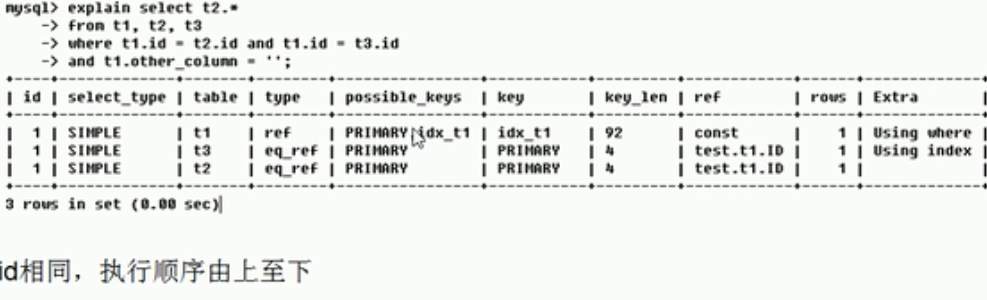 mysql> explain select t2.*
-> from t1, t2, t3
-> where t1.id = t2.id and t1.id = t3.id
-> and t1.other_column = '';
| id | select_type | table | type | possible_keys | key | key_len | ref | rows | Extra
| 1 | SIMPLE | t1 | ref | PRIMARY,idx_t1 | idx_t1 | 92 | const | 1 | Using where |
| 1 | SIMPLE | t3 | eq_ref | PRIMARY | PRIMARY | 4 | test.t1.ID | 1 | Using index |
| 1 | SIMPLE | t2 | eq_ref | PRIMARY | PRIMARY | 4 | test.t1.ID | 1 | |
3 rows in set (0.00 sec)
id相同，执行顺序由上至下